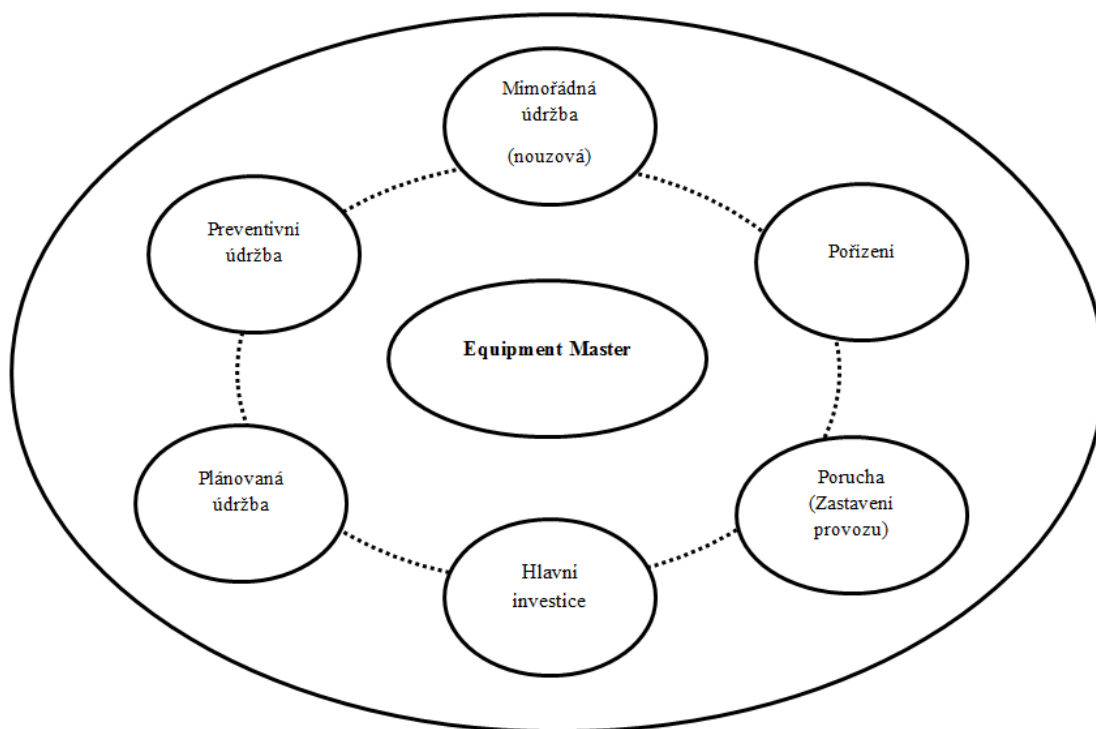 Mimořádná
údržba
(nouzová)
Preventivní
údržba
Pořízení
Equipment Master
Plánovaná
údržba
Porucha
(Zastavení
provozu)
Hlavní
investice